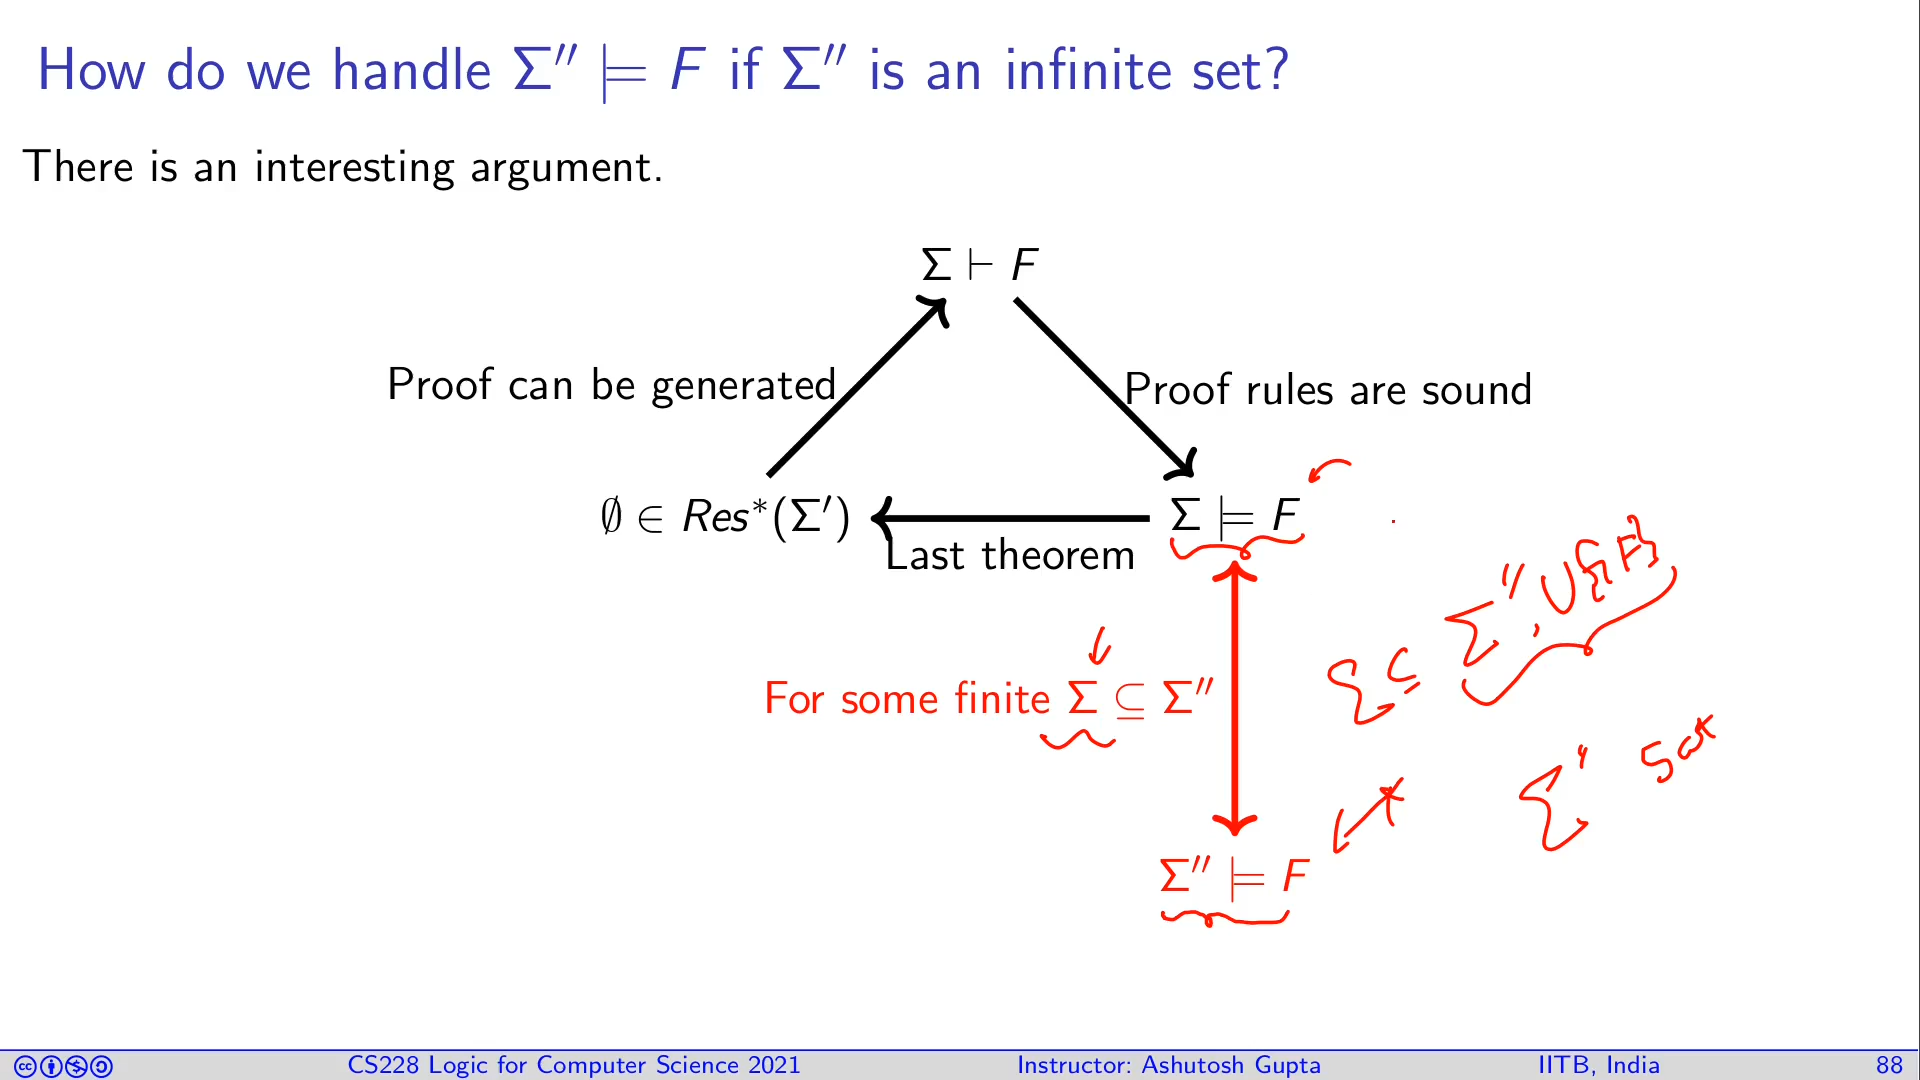 How do we handle Σ′′ ⊨ F if Σ′′ is an infinite set?
There is an interesting argument.
Σ ⊢ F
Proof can be generated
Proof rules are sound
∅ ∈ Res*(Σ′)
Σ ⊨ F
Last theorem
For some finite Σ ⊆ Σ′′
Σ ⊆ Σ′′ ∪ {F}
Σ′′ Sat
Σ′′ ⊨ F
CS228 Logic for Computer Science 2021 Instructor: Ashutosh Gupta IITB, India 88